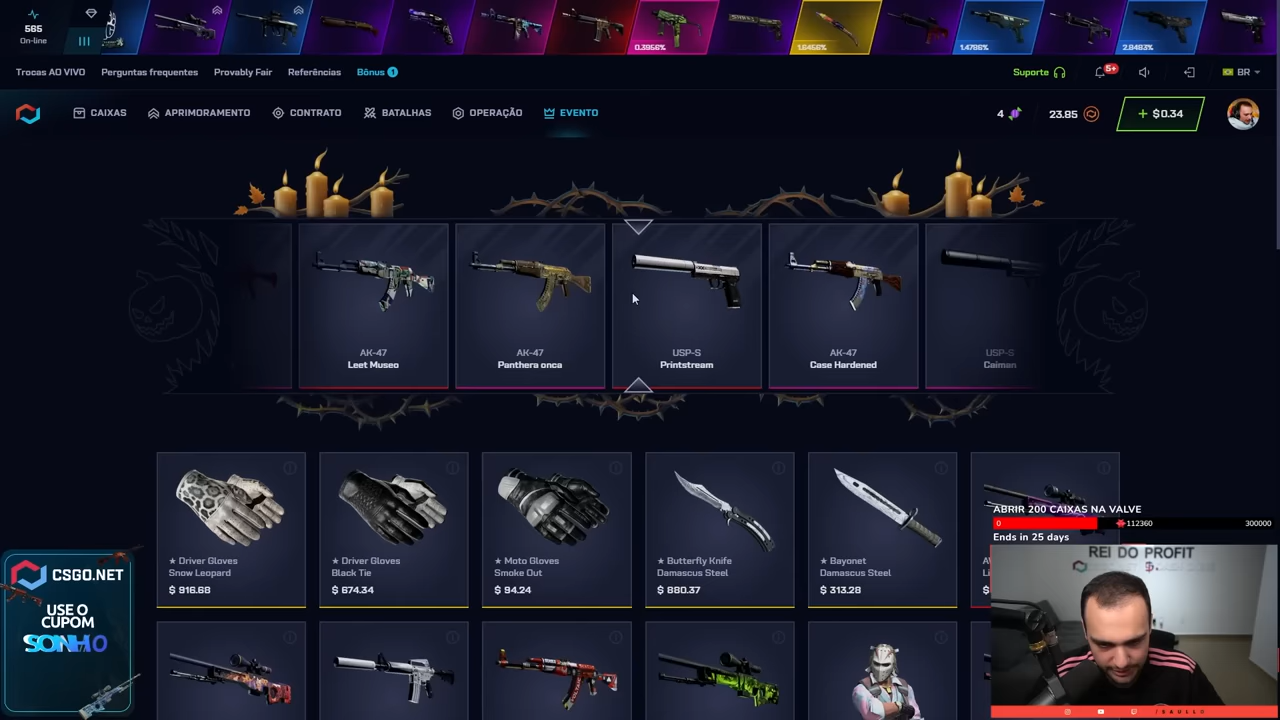 565
On-line
0.3956%
1.6456%
1.4786%
2.8483%
Trocas AO VIVO
Perguntas frequentes
Provably Fair
Referências
Bônus 1
Suporte
5+
BR
CAIXAS
APRIMORAMENTO
CONTRATO
BATALHAS
OPERAÇÃO
EVENTO
4
23.85
+ $ 0.34
AK-47
Leet Museo
AK-47
Panthera onca
USP-S
Printstream
AK-47
Case Hardened
USP-S
Caiman
★ Driver Gloves
Snow Leopard
$ 916.68
★ Driver Gloves
Black Tie
$ 674.34
★ Moto Gloves
Smoke Out
$ 94.24
★ Butterfly Knife
Damascus Steel
$ 880.37
★ Bayonet
Damascus Steel
$ 313.28
ABRIR 200 CAIXAS NA VALVE
0
112360
300000
Ends in 25 days
REI DO PROFIT
CSGO.NET
USE O
CUPOM
SONHO